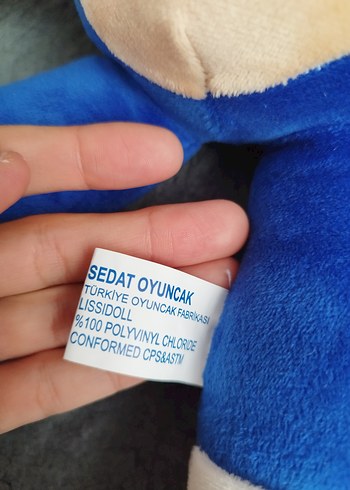 SEDAT OYUNCAK
TÜRKİYE OYUNCAK FABRİKASI
LISSIDOLL
%100 POLYVINYL CHLORIDE
CONFORMED CPS&ASTM